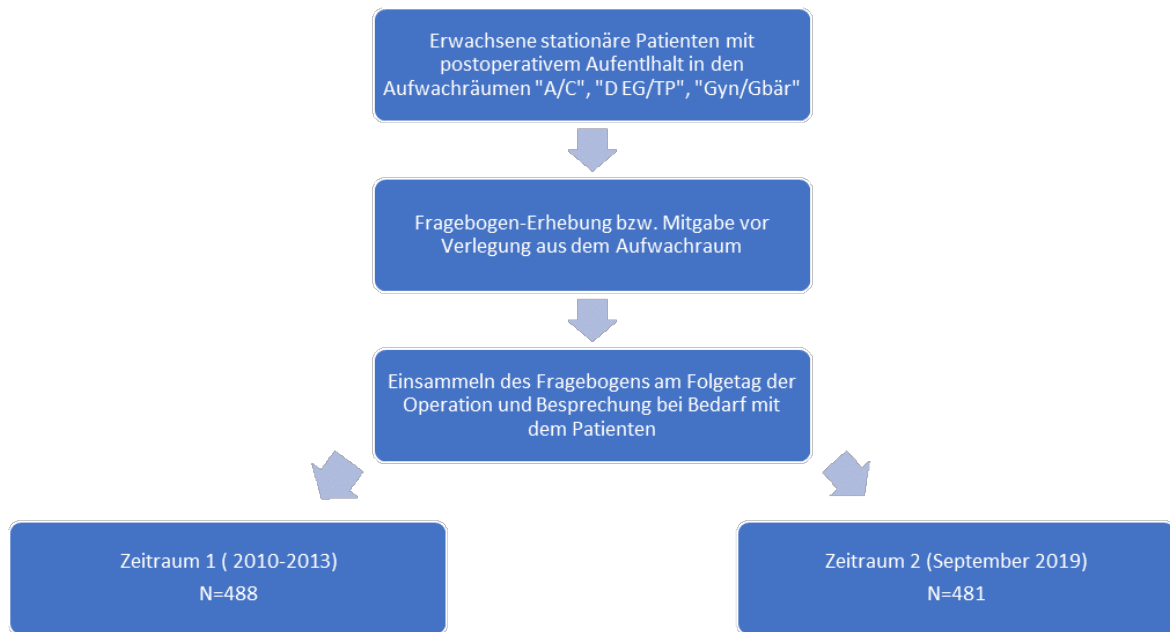 Erwachsene stationäre Patienten mit
postoperativem Aufentlhalt in den
Aufwachräumen "A/C", "D EG/TP", "Gyn/Gbär"
Fragebogen-Erhebung bzw. Mitgabe vor
Verlegung aus dem Aufwachraum
Einsammeln des Fragebogens am Folgetag der
Operation und Besprechung bei Bedarf mit
dem Patienten
Zeitraum 1 ( 2010-2013)
N=488
Zeitraum 2 (September 2019)
N=481